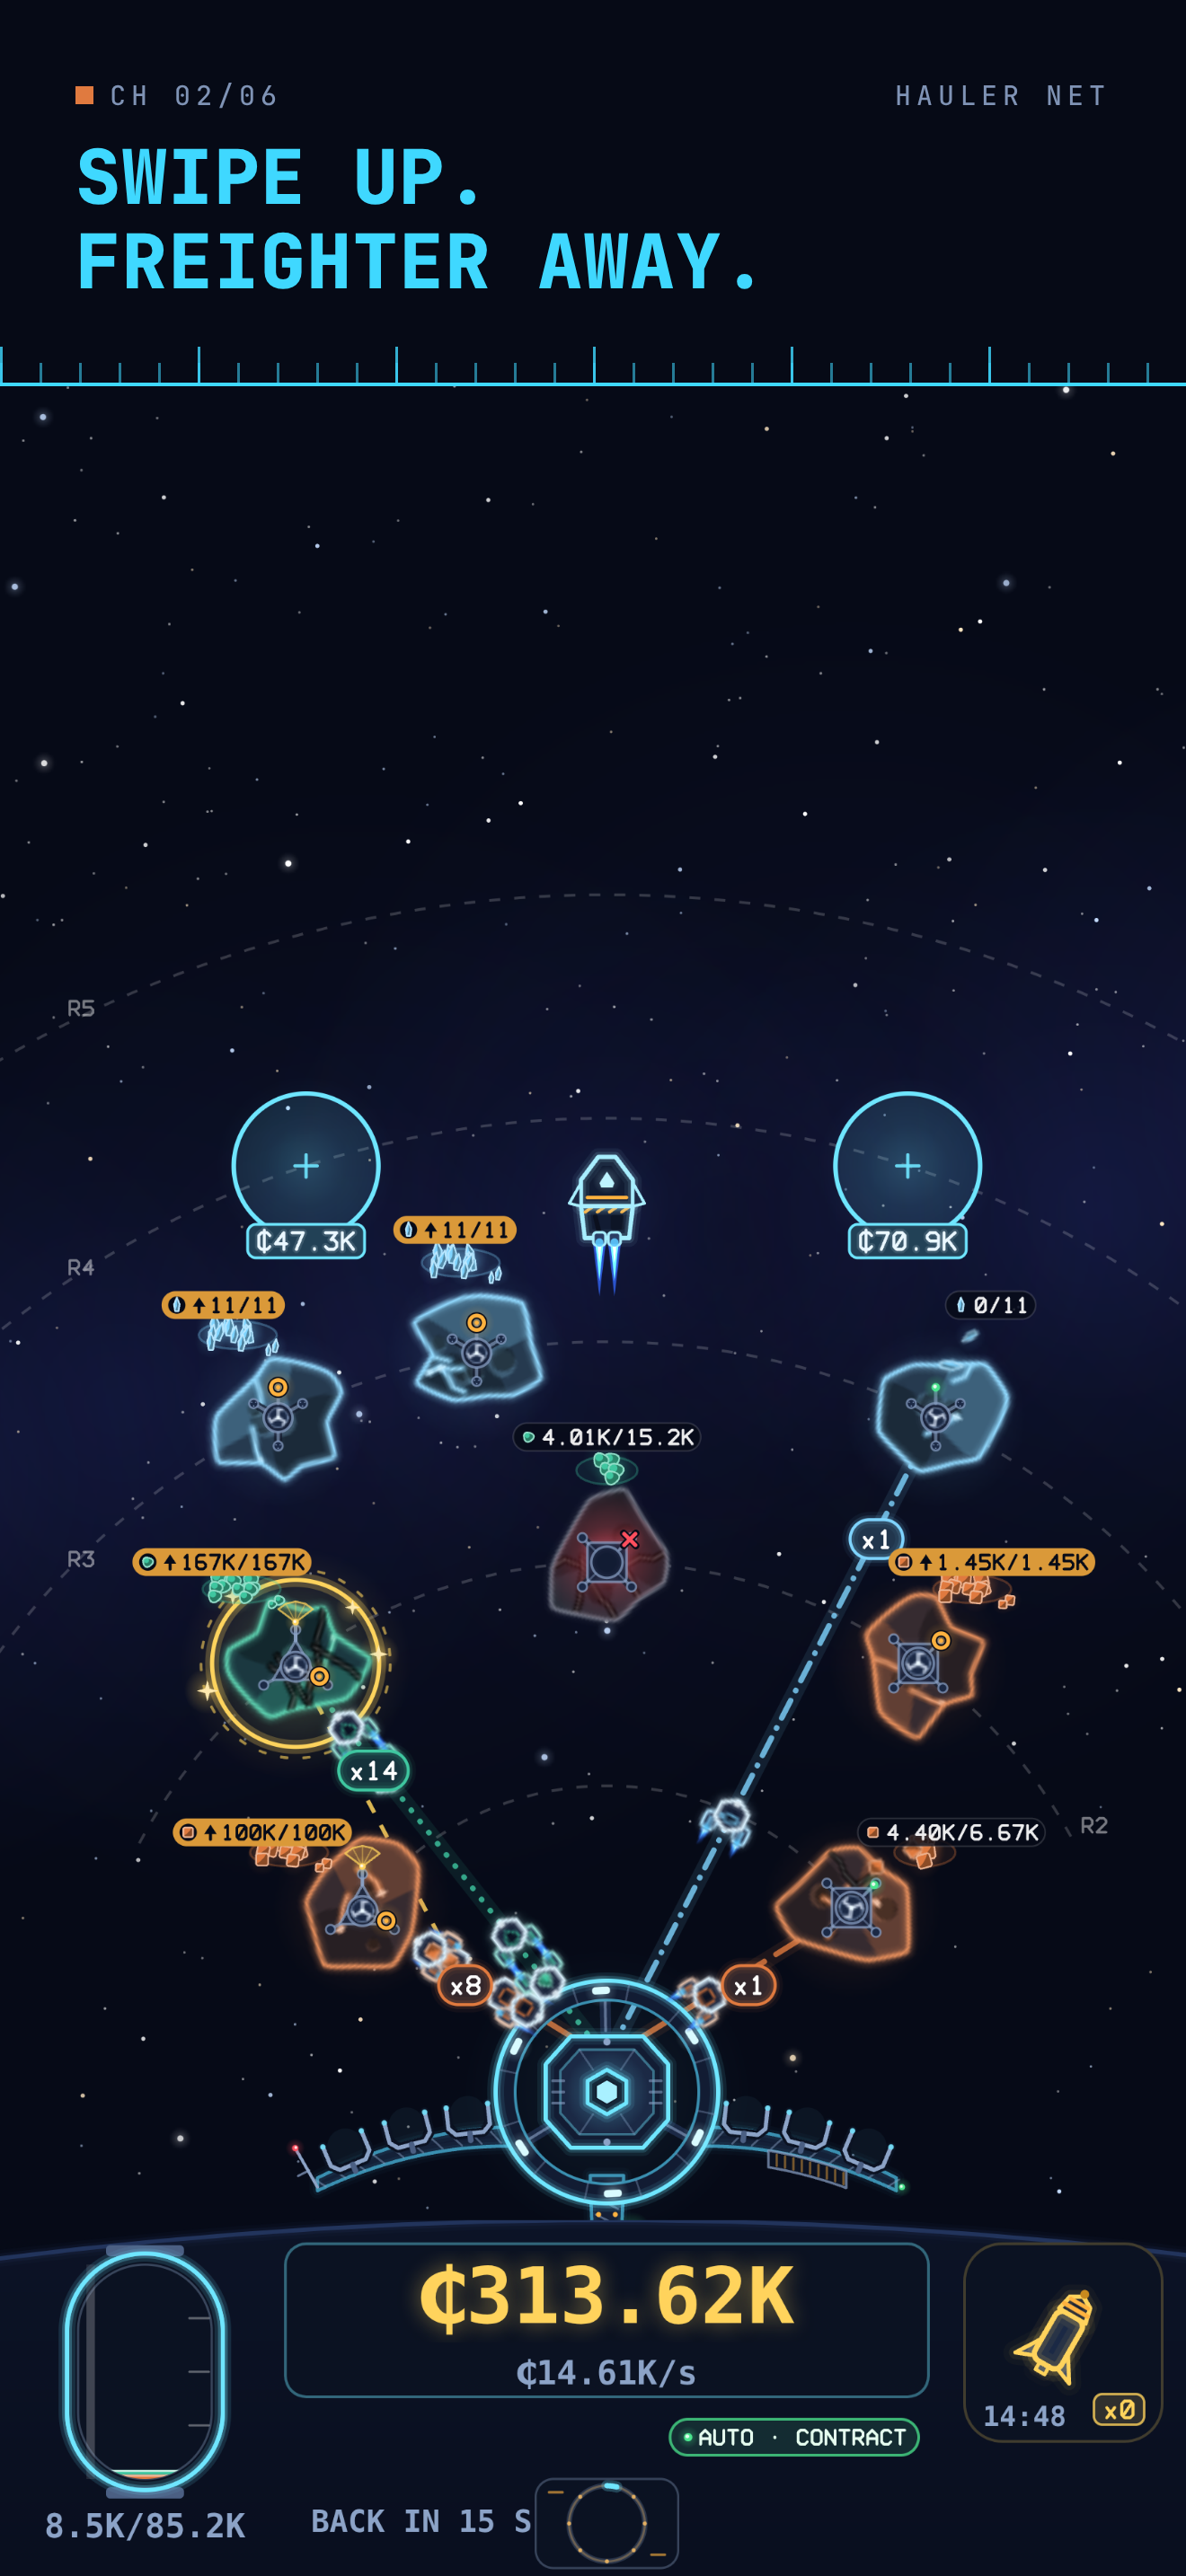 CH 02/06
HAULER NET
SWIPE UP.
FREIGHTER AWAY.
R5
R4
₵47.3K
↑11/11
₵70.9K
↑11/11
0/11
4.01K/15.2K
x1
R3
↑167K/167K
↑1.45K/1.45K
x14
↑100K/100K
4.40K/6.67K
R2
x8
x1
₵313.62K
₵14.61K/s
14:48
x0
AUTO · CONTRACT
8.5K/85.2K
BACK IN 15 S